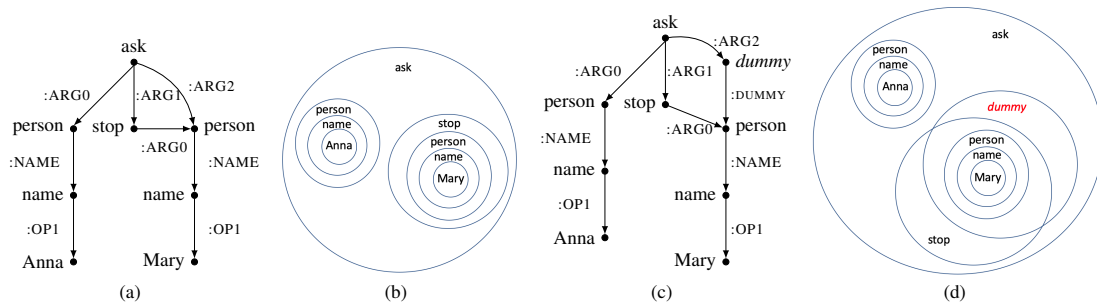 ask
:ARG0
:ARG1
:ARG2
person
stop
person
:ARG0
:NAME
:NAME
name
name
:OP1
:OP1
Anna
Mary
(a)
ask
person
name
Anna
stop
person
name
Mary
(b)
ask
:ARG2
:ARG0
:ARG1
dummy
:DUMMY
person
stop
:ARG0
person
:NAME
:NAME
name
name
:OP1
:OP1
Anna
Mary
(c)
ask
person
name
Anna
dummy
person
name
Mary
stop
(d)